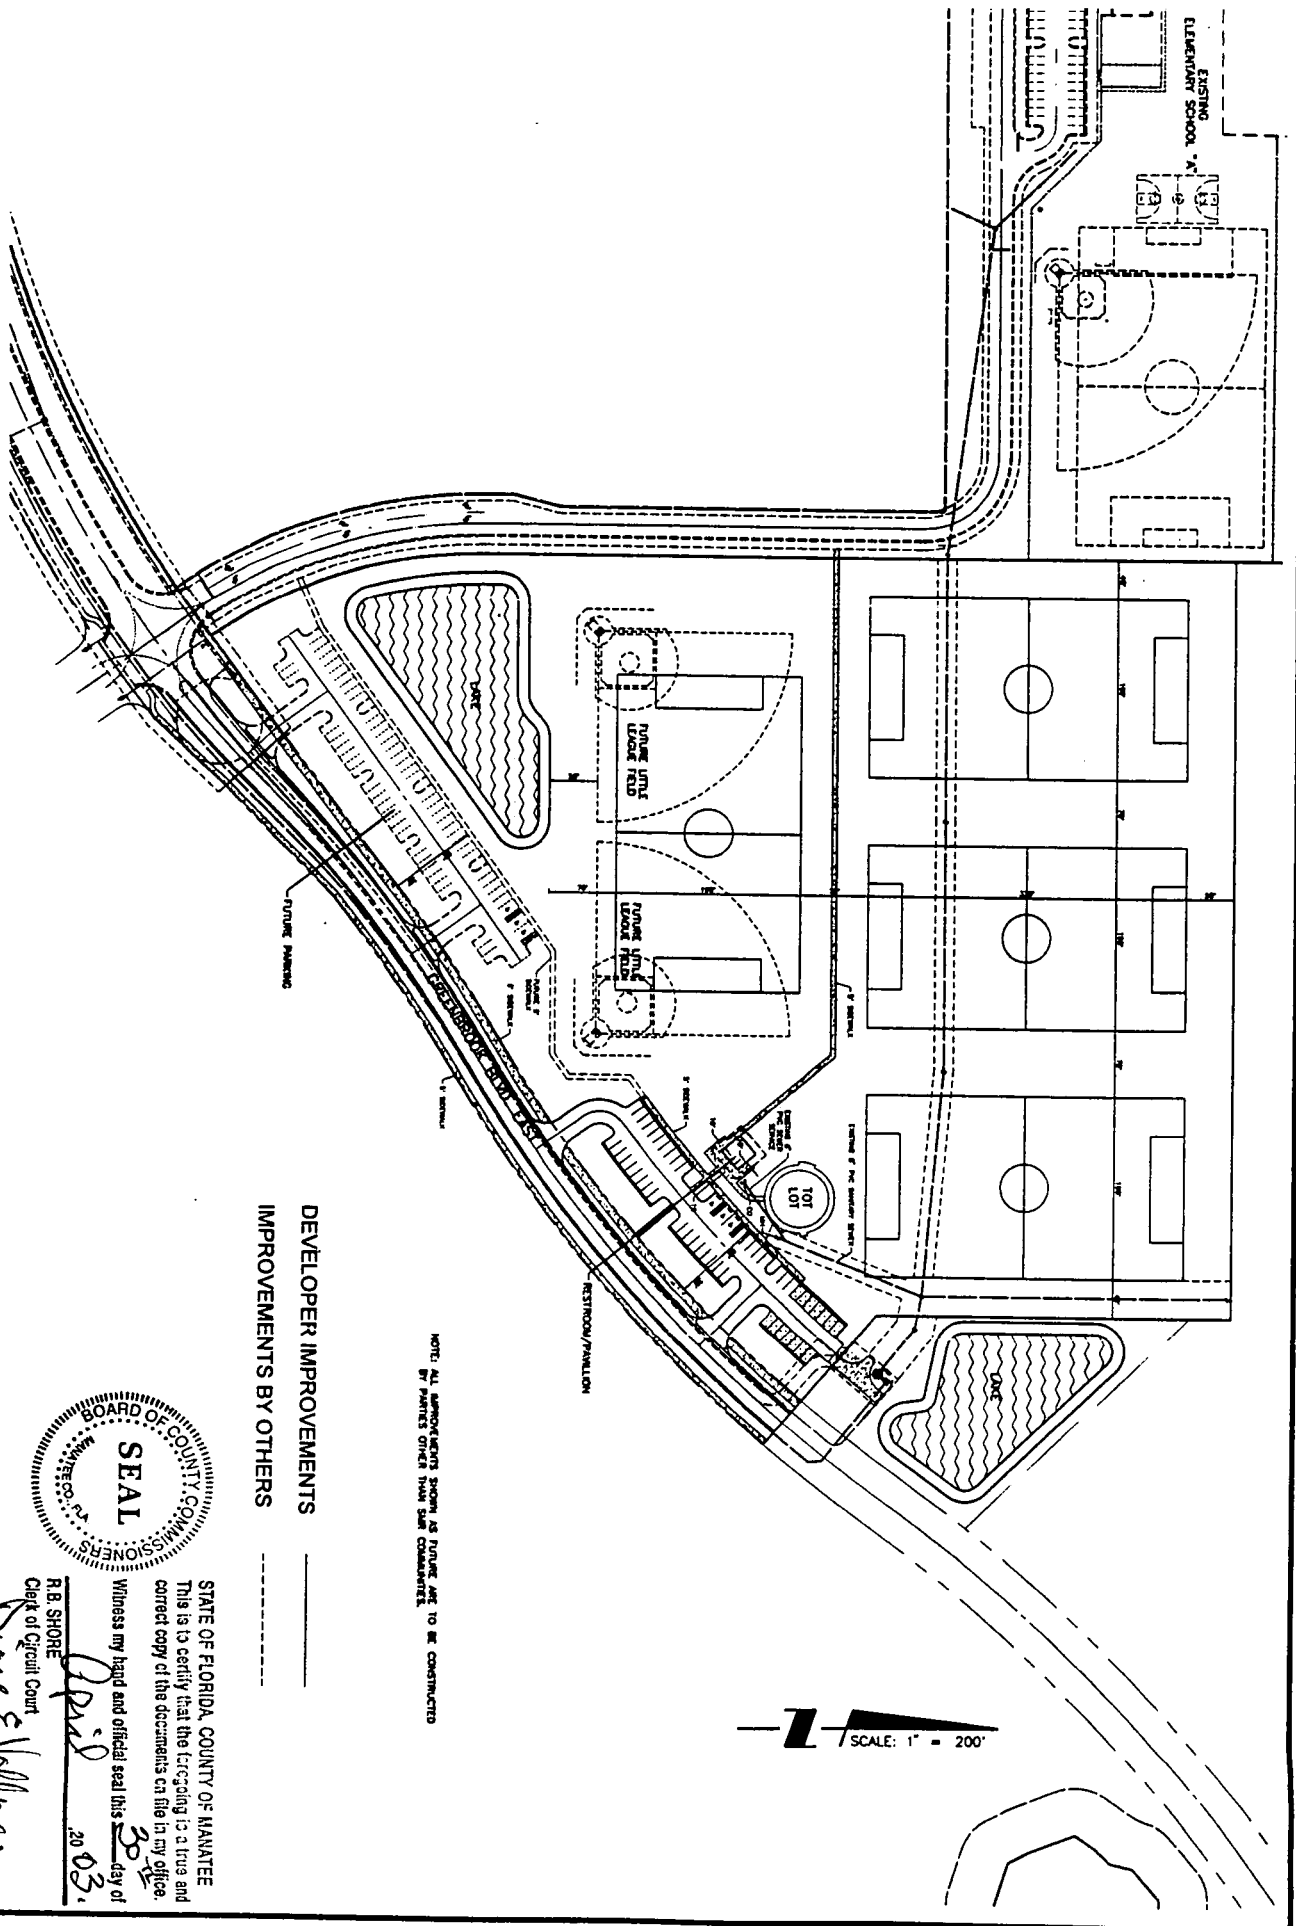 EXISTING
ELEMENTARY SCHOOL "A"
LAKE
FUTURE LITTLE
LEAGUE FIELD
FUTURE LITTLE
LEAGUE FIELD
FUTURE PARKING
GREENBROOK BLVD. EAST
TOT
LOT
RESTROOM/PAVILLION
LAKE
NOTE: ALL IMPROVEMENTS SHOWN AS FUTURE ARE TO BE CONSTRUCTED
BY PARTIES OTHER THAN SMR COMMUNITIES.
DEVELOPER IMPROVEMENTS
IMPROVEMENTS BY OTHERS
SCALE: 1" = 200'
BOARD OF COUNTY COMMISSIONERS
SEAL
MANATEE CO., FLA
STATE OF FLORIDA, COUNTY OF MANATEE
This is to certify that the foregoing is a true and
correct copy of the documents on file in my office.
Witness my hand and official seal this 30th day of
April, 2003.
R.B. SHORE
Clerk of Circuit Court